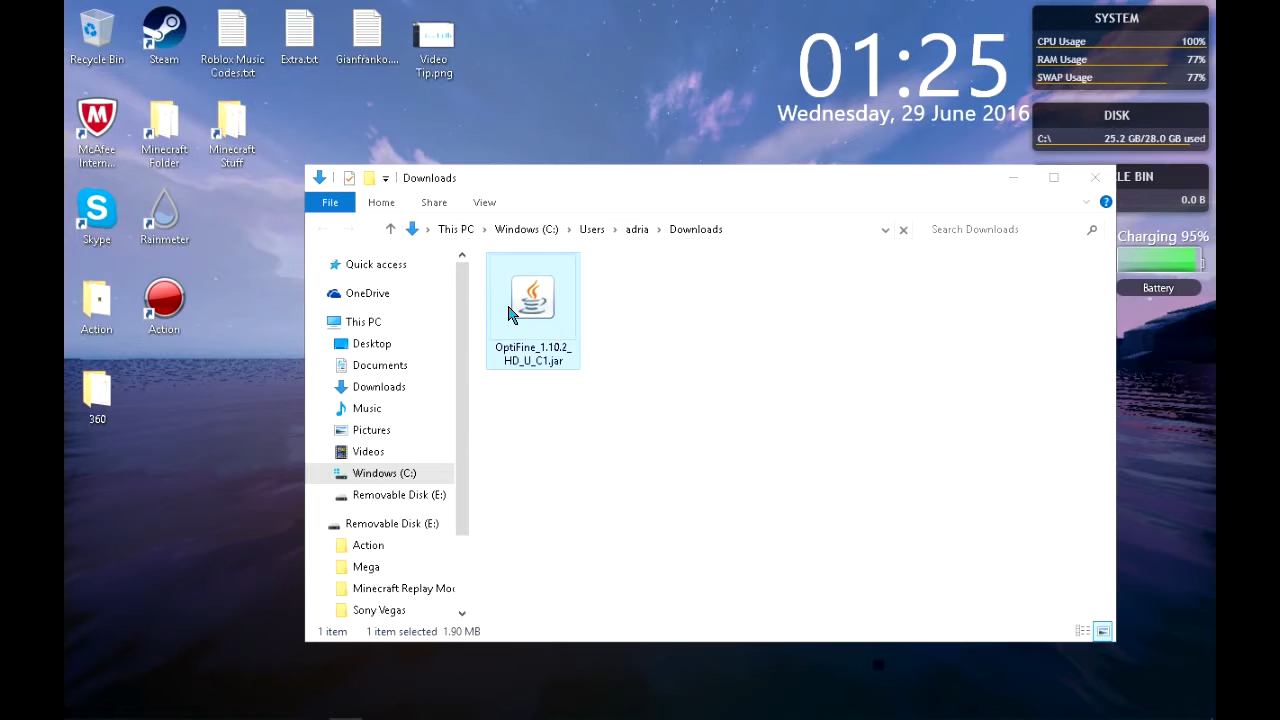 Recycle Bin
Steam
Roblox Music
Codes.txt
Extra.txt
Gianfranko....
Video
Tip.png
McAfee
Intern...
Minecraft
Folder
Minecraft
Stuff
Skype
Rainmeter
Action
Action
360
01:25
Wednesday, 29 June 2016
SYSTEM
CPU Usage 100%
RAM Usage 77%
SWAP Usage 77%
DISK
C:\ 25.2 GB/28.0 GB used
LE BIN
0.0 B
Charging 95%
Battery
Downloads
File Home Share View
This PC › Windows (C:) › Users › adria › Downloads
Search Downloads
Quick access
OneDrive
This PC
Desktop
Documents
Downloads
Music
Pictures
Videos
Windows (C:)
Removable Disk (E:)
Removable Disk (E:)
Action
Mega
Minecraft Replay Mo
Sony Vegas
OptiFine_1.10.2_
HD_U_C1.jar
1 item 1 item selected 1.90 MB